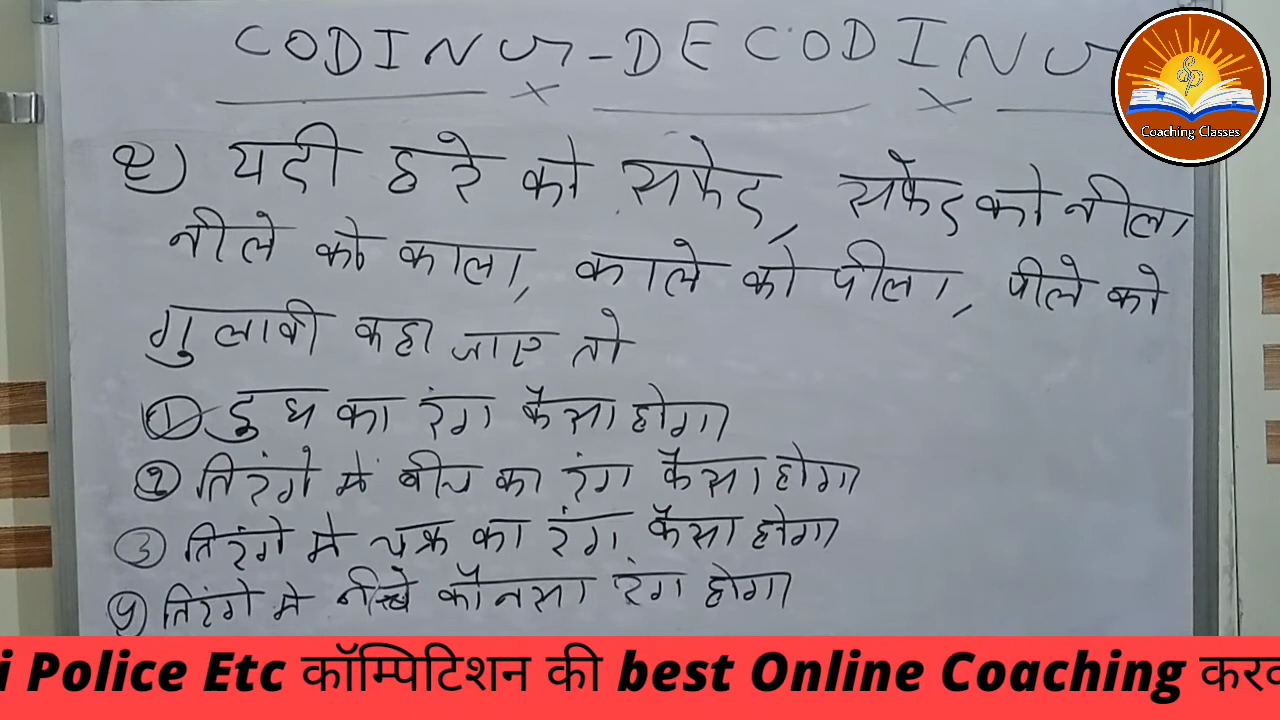 CODING-DECODING
Coaching Classes
2) यदी हरे को सफेद, सफेद को नीला
नीले को काला, काले को पीला, पीले को
गुलाबी कहा जाए तो
① दुध का रंग कैसा होगा
② तिरंगे में बीच का रंग कैसा होगा
③ तिरंगे मे चक्र का रंग कैसा होगा
④ तिरंगे मे नीचे कौनसा रंग होगा
i Police Etc कॉम्पिटिशन की best Online Coaching करव